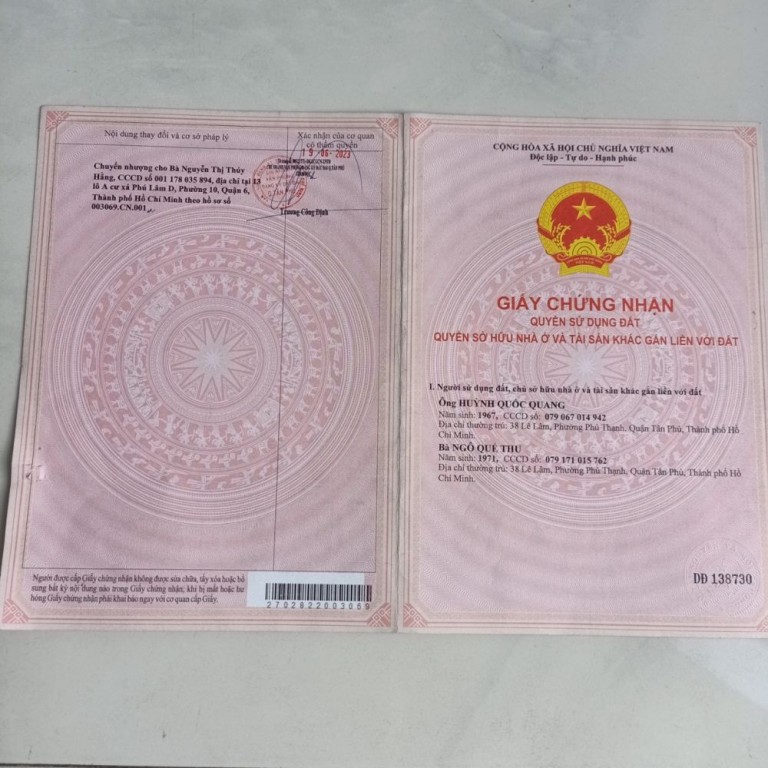 Nội dung thay đổi và cơ sở pháp lý
Xác nhận của cơ quan
có thẩm quyền
19-06-2023
Chuyển nhượng cho Bà Nguyễn Thị Thúy
Hằng, CCCD số 001 178 035 894, địa chỉ tại 13
lô A cư xá Phú Lâm D, Phường 10, Quận 6,
Thành phố Hồ Chí Minh theo hồ sơ số
003069.CN.001
Trương Công Định
Người được cấp Giấy chứng nhận không được sửa chữa, tẩy xóa hoặc bổ
sung bất kỳ nội dung nào trong Giấy chứng nhận; khi bị mất hoặc hư
hỏng Giấy chứng nhận phải khai báo ngay với cơ quan cấp Giấy.
2702822003069
CỘNG HÒA XÃ HỘI CHỦ NGHĨA VIỆT NAM
Độc lập - Tự do - Hạnh phúc
GIẤY CHỨNG NHẬN
QUYỀN SỬ DỤNG ĐẤT
QUYỀN SỞ HỮU NHÀ Ở VÀ TÀI SẢN KHÁC GẮN LIỀN VỚI ĐẤT
I. Người sử dụng đất, chủ sở hữu nhà ở và tài sản khác gắn liền với đất
Ông HUỲNH QUỐC QUANG
Năm sinh: 1967, CCCD số: 079 067 014 942
Địa chỉ thường trú: 38 Lê Lâm, Phường Phú Thạnh, Quận Tân Phú, Thành phố Hồ
Chí Minh.
Bà NGÔ QUẾ THU
Năm sinh: 1971, CCCD số: 079 171 015 762
Địa chỉ thường trú: 38 Lê Lâm, Phường Phú Thạnh, Quận Tân Phú, Thành phố Hồ
Chí Minh.
DĐ 138730